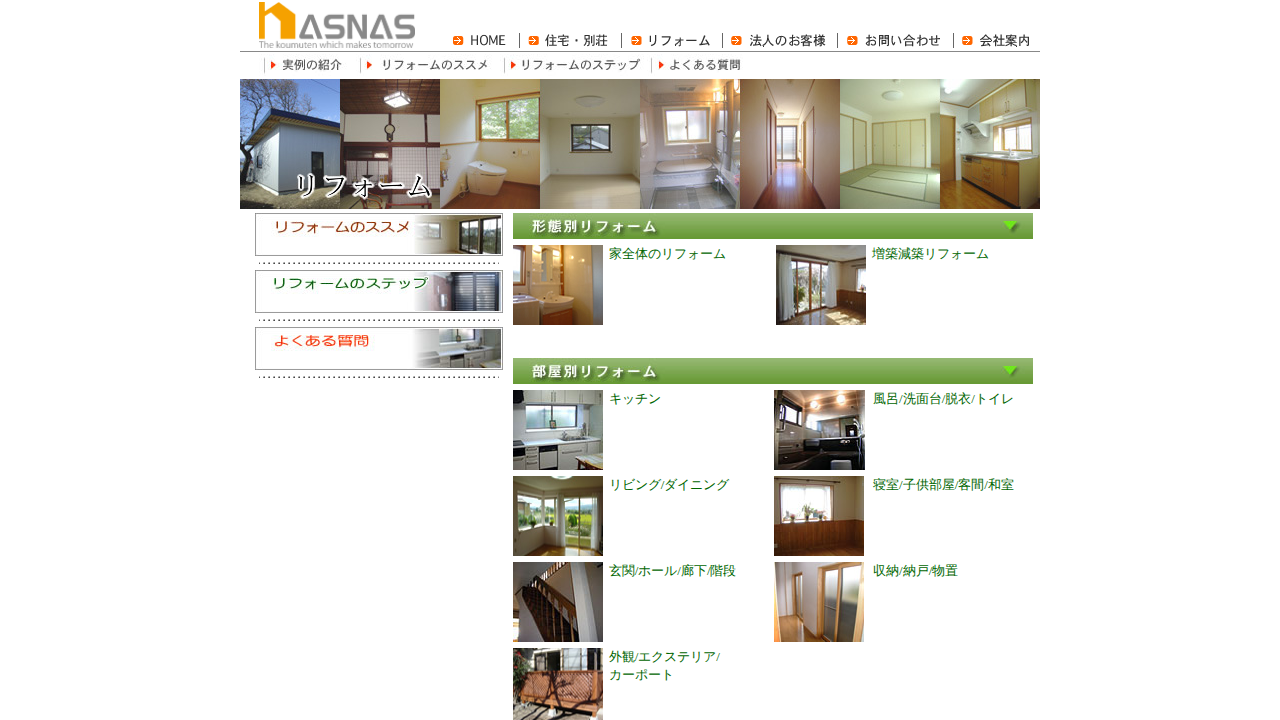 HASNAS
The koumuten which makes tomorrow
HOME
住宅・別荘
リフォーム
法人のお客様
お問い合わせ
会社案内
実例の紹介
リフォームのススメ
リフォームのステップ
よくある質問
リフォーム
リフォームのススメ
リフォームのステップ
よくある質問
形態別リフォーム
家全体のリフォーム
増築減築リフォーム
部屋別リフォーム
キッチン
風呂/洗面台/脱衣/トイレ
リビング/ダイニング
寝室/子供部屋/客間/和室
玄関/ホール/廊下/階段
収納/納戸/物置
外観/エクステリア/
カーポート